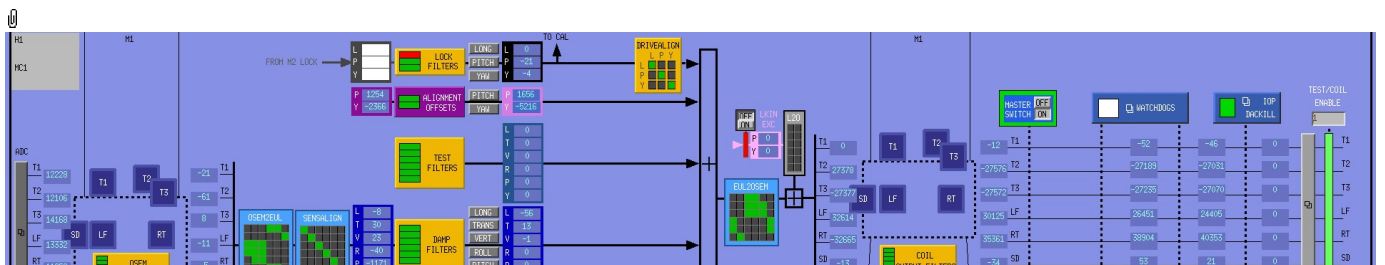 H1
MC1
M1
FROM M2 LOCK
L
P
Y
LOCK
FILTERS
LONG
PITCH
YAW
L 0
P -21
Y -4
TO CAL
DRIVEALIGN
L P Y
L
P
Y
M1
P 1254
Y -2366
ALIGNMENT
OFFSETS
PITCH
YAW
P 1656
Y -5216
MASTER
SWITCH
OFF
ON
WATCHDOGS
IOP
DACKILL
TEST/COIL
ENABLE
1
OFF
ON
LKIN
EXC
P 0
Y 0
L2O
TEST
FILTERS
L 0
T 0
V 0
R 0
P 0
Y 0
ADC
T1 12228
T2 12106
T3 14168
LF 13332
RT
T1
T2
T3
SD
LF
RT
OSEM
-21 T1
-61 T2
8 T3
-11 LF
RT
OSEM2EUL
SENSALIGN
L -8
T 30
V 23
R -40
P -1171
DAMP
FILTERS
LONG
TRANS
VERT
ROLL
PITCH
L -56
T 13
V -1
R 0
P
EUL2OSEM
T1 0
T2 27378
T3 -27377
LF 32614
RT -32665
SD -13
T1
T2
T3
SD
LF
RT
COIL
OUTPUT FILTERS
-12 T1 -52 -46 0 T1
-27576 T2 -27189 -27031 0 T2
-27572 T3 -27235 -27070 0 T3
30125 LF 26451 24405 0 LF
35361 RT 38904 40353 0 RT
-34 SD 53 21 0 SD